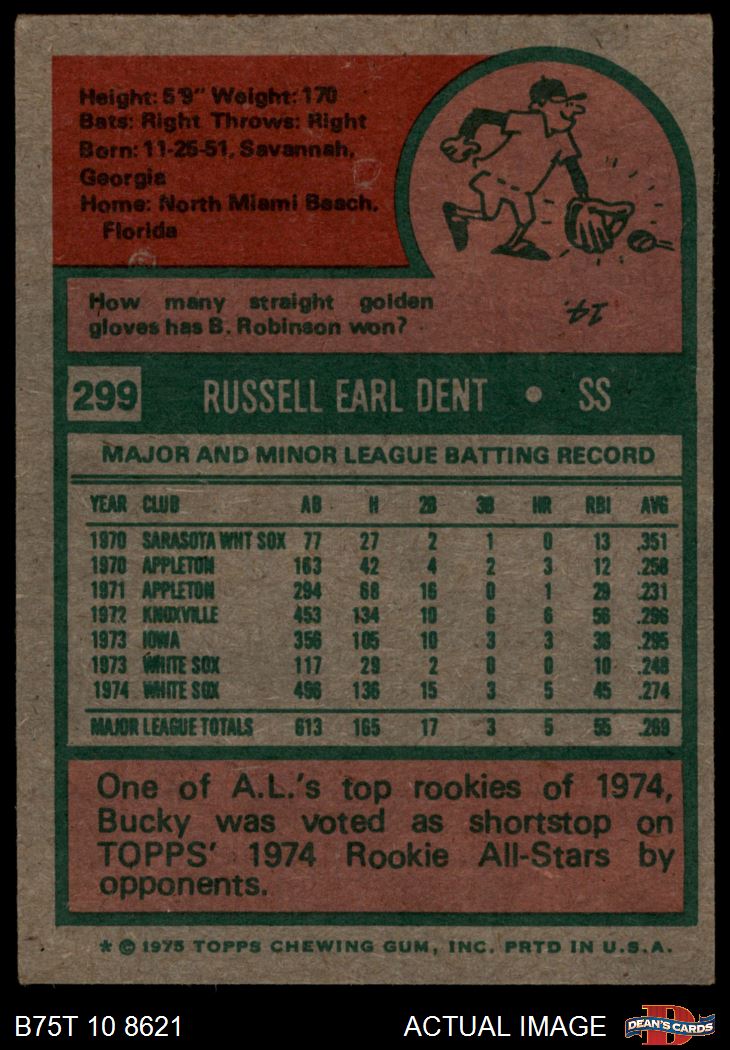 Height: 5'9" Weight: 170
Bats: Right Throws: Right
Born: 11-25-51, Savannah,
Georgia
Home: North Miami Beach,
Florida
How many straight golden
gloves has B. Robinson won?
14.
299 RUSSELL EARL DENT • SS
MAJOR AND MINOR LEAGUE BATTING RECORD
YEAR CLUB AB H 2B 3B HR RBI AVG
1970 SARASOTA WHT SOX 77 27 2 1 0 13 .351
1970 APPLETON 163 42 4 2 3 12 .258
1971 APPLETON 294 68 16 0 1 29 .231
1972 KNOXVILLE 453 134 10 6 6 56 .296
1973 IOWA 356 105 10 3 3 38 .295
1973 WHITE SOX 117 29 2 0 0 10 .248
1974 WHITE SOX 496 136 15 3 5 45 .274
MAJOR LEAGUE TOTALS 613 165 17 3 5 55 .269
One of A.L.'s top rookies of 1974,
Bucky was voted as shortstop on
TOPPS' 1974 Rookie All-Stars by
opponents.
* © 1975 TOPPS CHEWING GUM, INC. PRTD IN U.S.A.
B75T 10 8621 ACTUAL IMAGE D DEAN'S CARDS